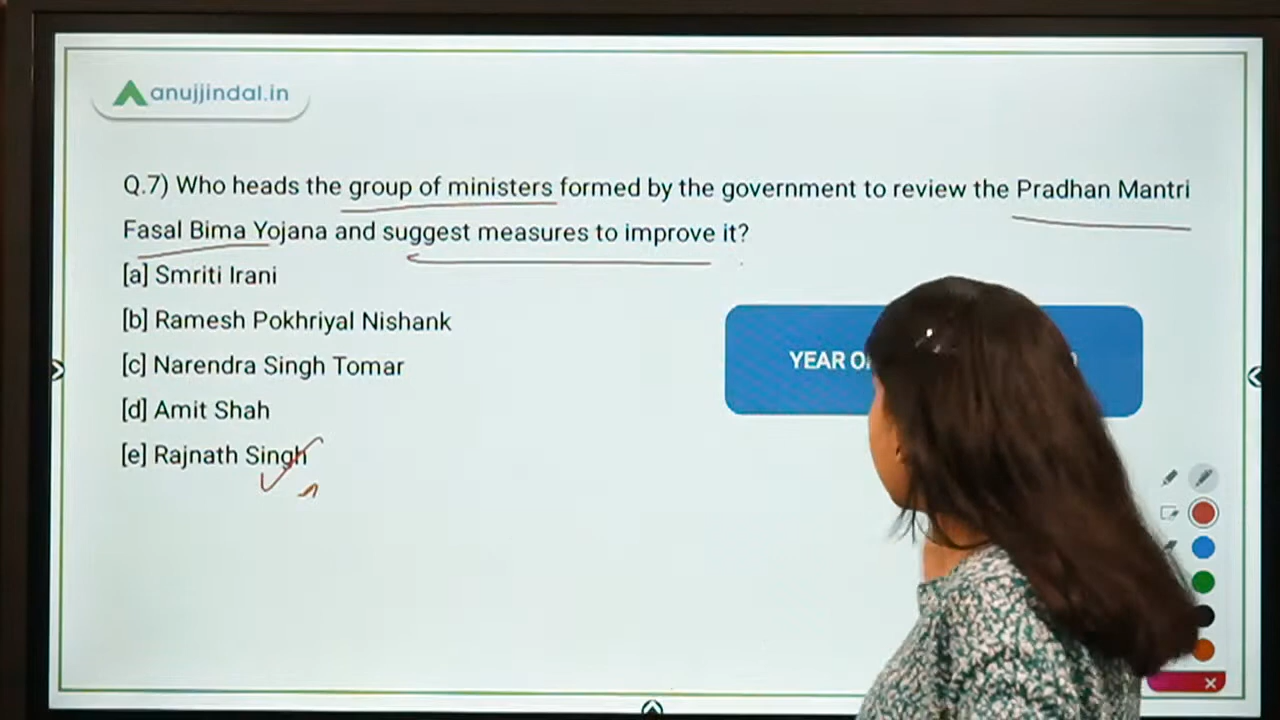 anujjindal.in
Q.7) Who heads the group of ministers formed by the government to review the Pradhan Mantri
Fasal Bima Yojana and suggest measures to improve it?
[a] Smriti Irani
[b] Ramesh Pokhriyal Nishank
[c] Narendra Singh Tomar
YEAR
[d] Amit Shah
[e] Rajnath Singh